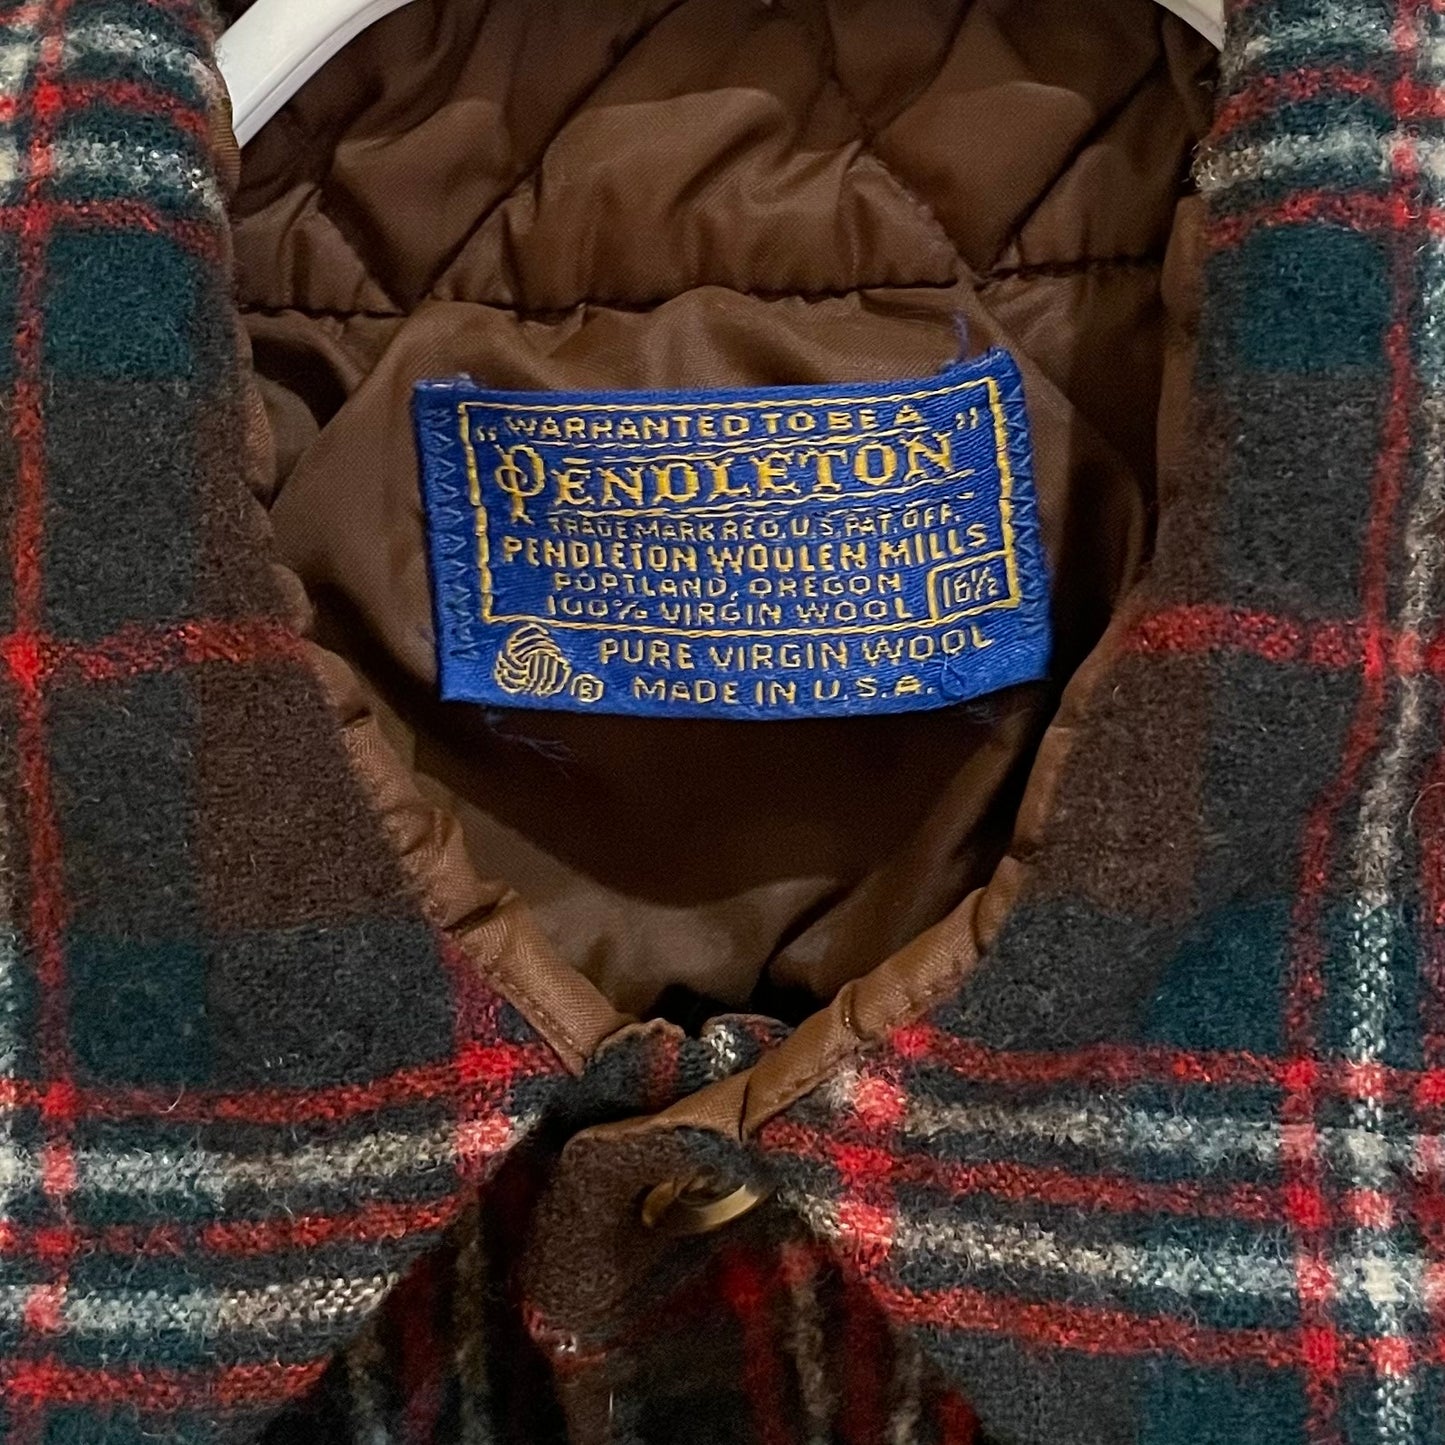 "WARRANTED TO BE A
PENDLETON"
TRADE MARK REG. U.S. PAT. OFF.
PENDLETON WOOLEN MILLS
PORTLAND, OREGON
100% VIRGIN WOOL 16½
PURE VIRGIN WOOL
B MADE IN U.S.A.